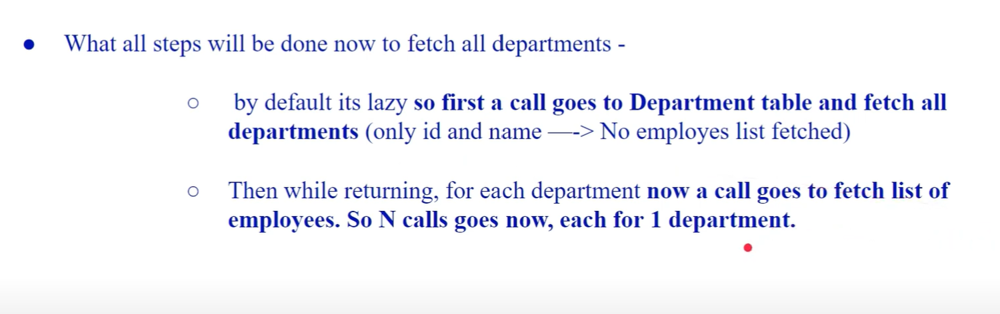 ● What all steps will be done now to fetch all departments -
○ by default its lazy so first a call goes to Department table and fetch all
departments (only id and name —-> No employes list fetched)
○ Then while returning, for each department now a call goes to fetch list of
employees. So N calls goes now, each for 1 department.